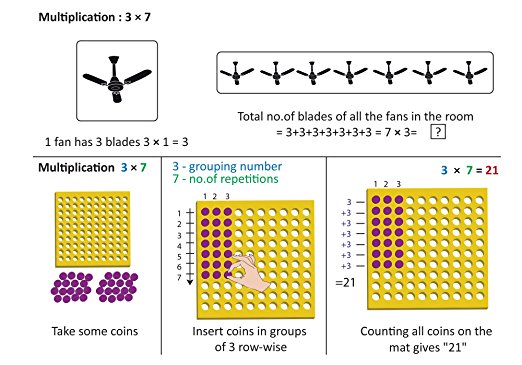 Multiplication : 3 × 7
1 fan has 3 blades 3 × 1 = 3
Total no.of blades of all the fans in the room
= 3+3+3+3+3+3+3 = 7 × 3= ?
Multiplication 3 × 7
Take some coins
3 - grouping number
7 - no.of repetitions
1 2 3
1
2
3
4
5
6
7
Insert coins in groups
of 3 row-wise
3 × 7 = 21
1 2 3
3
+3
+3
+3
+3
+3
+3
=21
Counting all coins on the
mat gives "21"